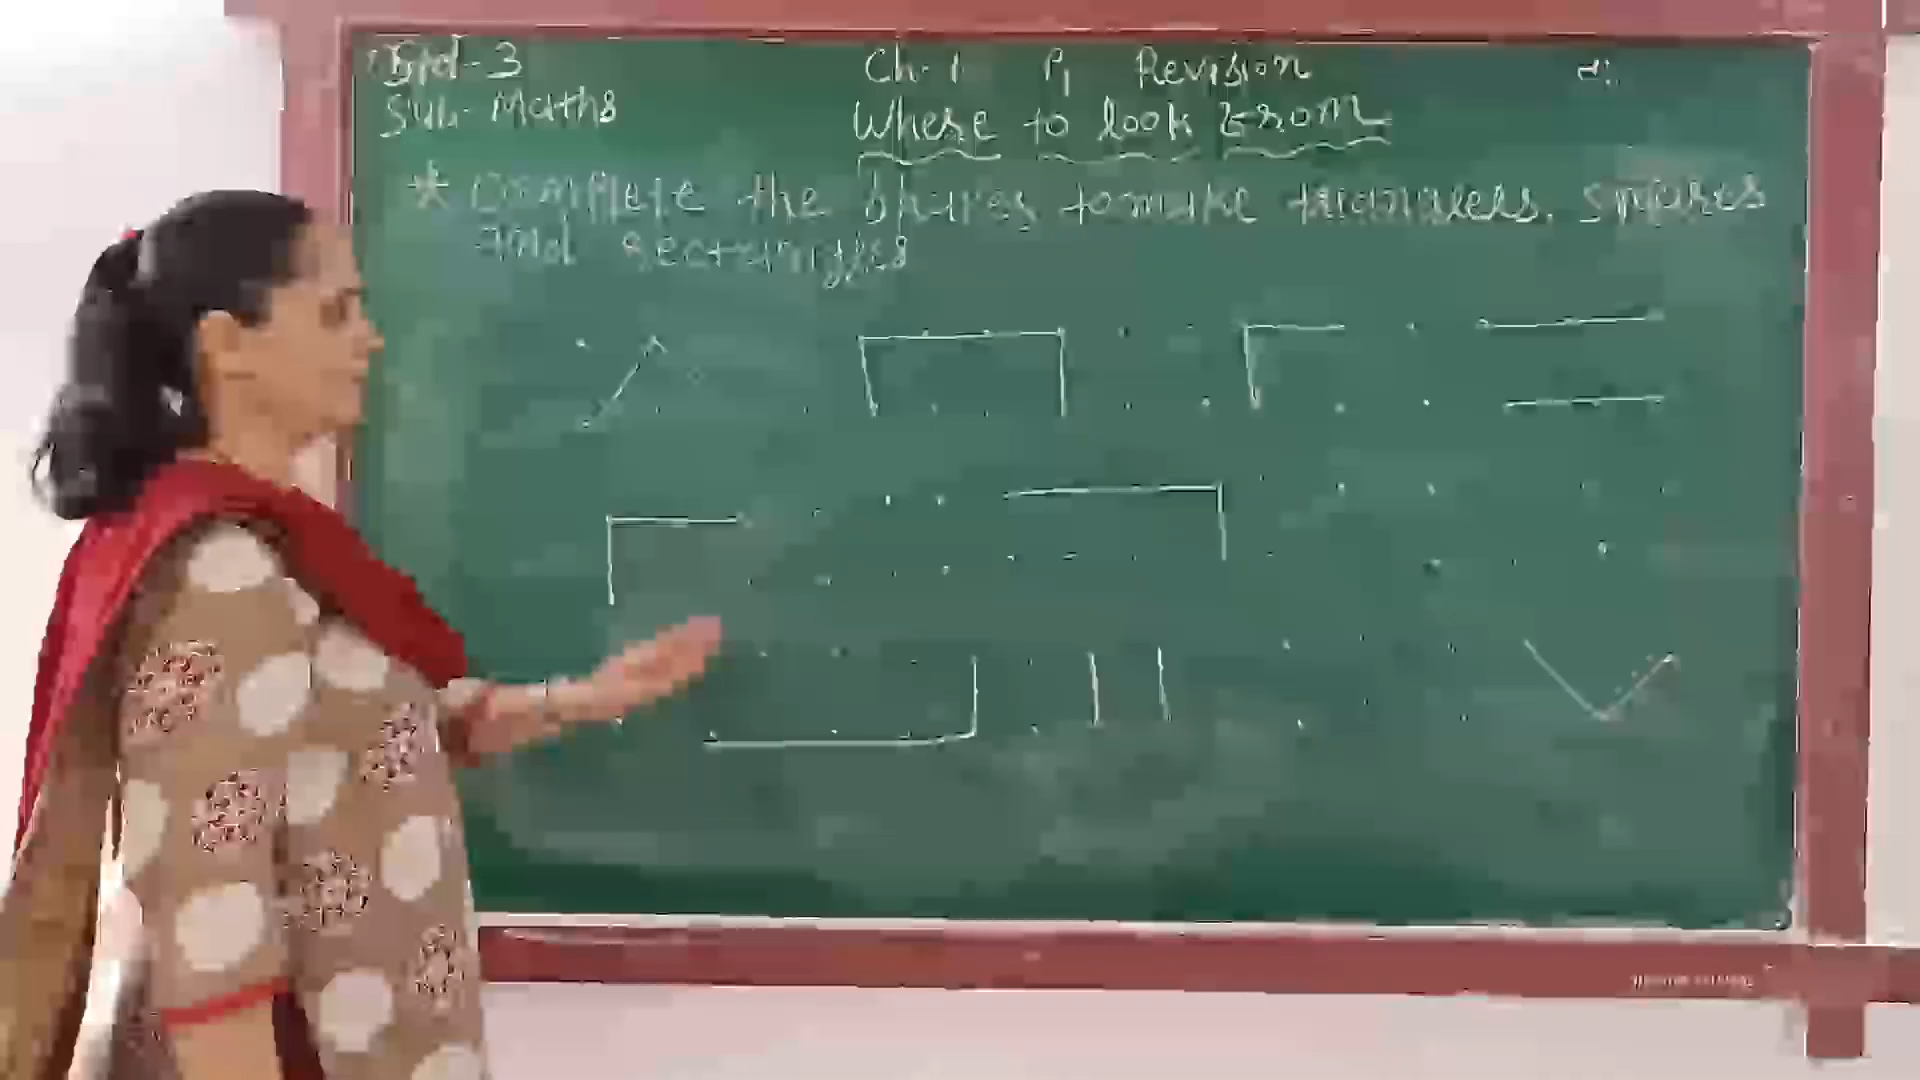 Std-3
Ch-1 P1 Revision
Sub-Maths
Where to look From
* Complete the shapes to make triangles, squares
And Rectangles